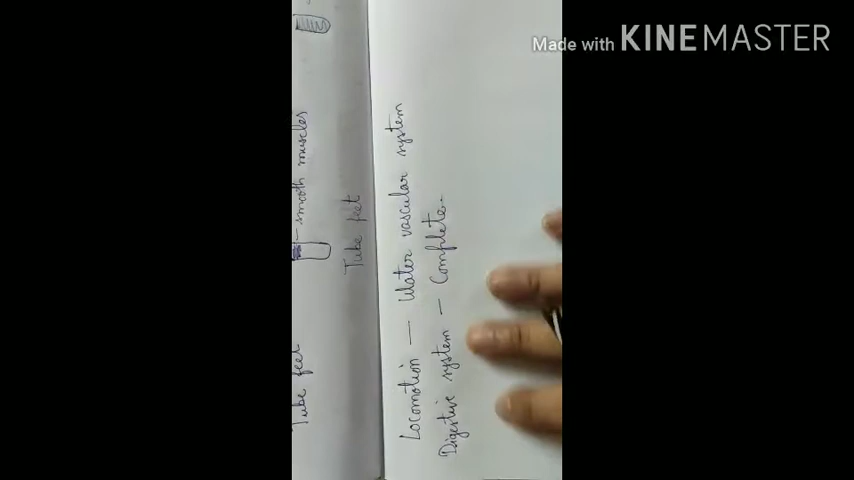 Made with KINEMASTER
smooth muscles
Tube feet
Tube feet
Locomotion — Water vascular system
Digestive system — Complete.